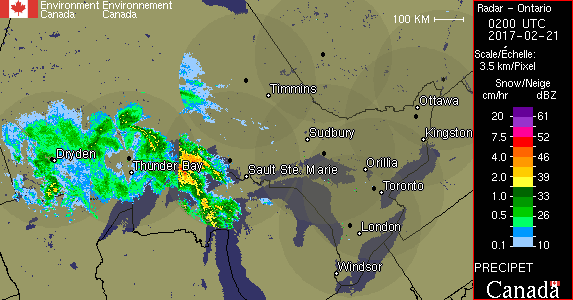 Environment Environnement
Canada Canada
100 KM
Timmins
Ottawa
Sudbury
Kingston
Dryden
Thunder Bay
Sault Ste. Marie
Orillia
Toronto
London
Windsor
Radar - Ontario
0200 UTC
2017-02-21
Scale/Échelle:
3.5 km/Pixel
Snow/Neige
cm/hr dBZ
20 61
7.5 52
4.0 46
2.0 39
1.0 33
0.5 26
0.1 10
PRECIPET
Canada